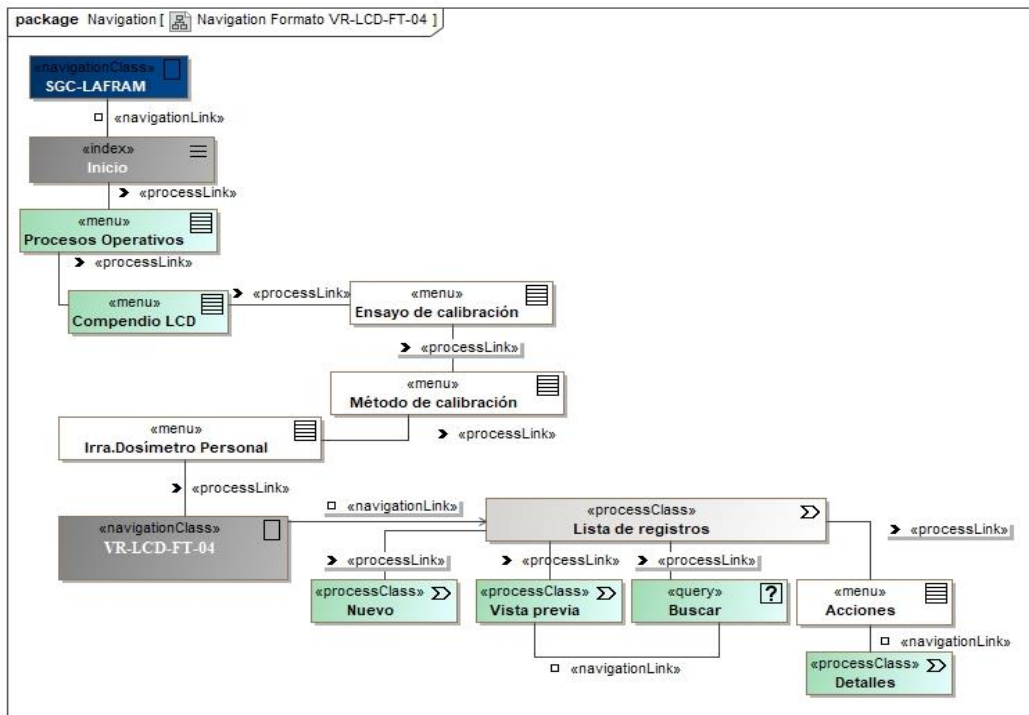 package Navigation [ Navigation Formato VR-LCD-FT-04 ]
«navigationClass»
SGC-LAFRAM
«navigationLink»
«index»
Inicio
«processLink»
«menu»
Procesos Operativos
«processLink»
«menu»
Compendio LCD
«processLink»
«menu»
Ensayo de calibración
«processLink»
«menu»
Método de calibración
«processLink»
«menu»
Irra.Dosímetro Personal
«processLink»
«navigationClass»
VR-LCD-FT-04
«navigationLink»
«processClass»
Lista de registros
«processLink»
«processLink»
«processLink»
«processLink»
«processClass»
Nuevo
«processClass»
Vista previa
«query»
?
Buscar
«menu»
Acciones
«navigationLink»
«navigationLink»
«processClass»
Detalles